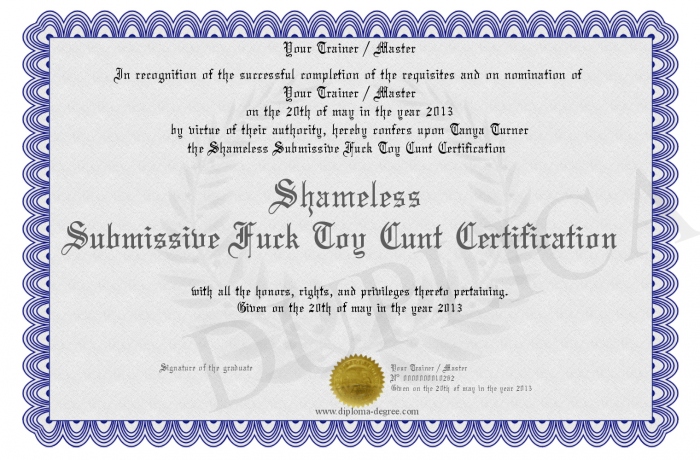 Your Trainer / Master
In recognition of the successful completion of the requisites and on nomination of
Your Trainer / Master
on the 20th of may in the year 2013
by virtue of their authority, hereby confers upon Tanya Turner
the Shameless Submissive Fuck Toy Cunt Certification
Shameless
Submissive Fuck Toy Cunt Certification
with all the honors, rights, and privileges thereto pertaining.
Given on the 20th of may in the year 2013
Signature of the graduate
Your Trainer / Master
Given on the 20th of may in the year 2013
www.diploma-degree.com
DUPLICA